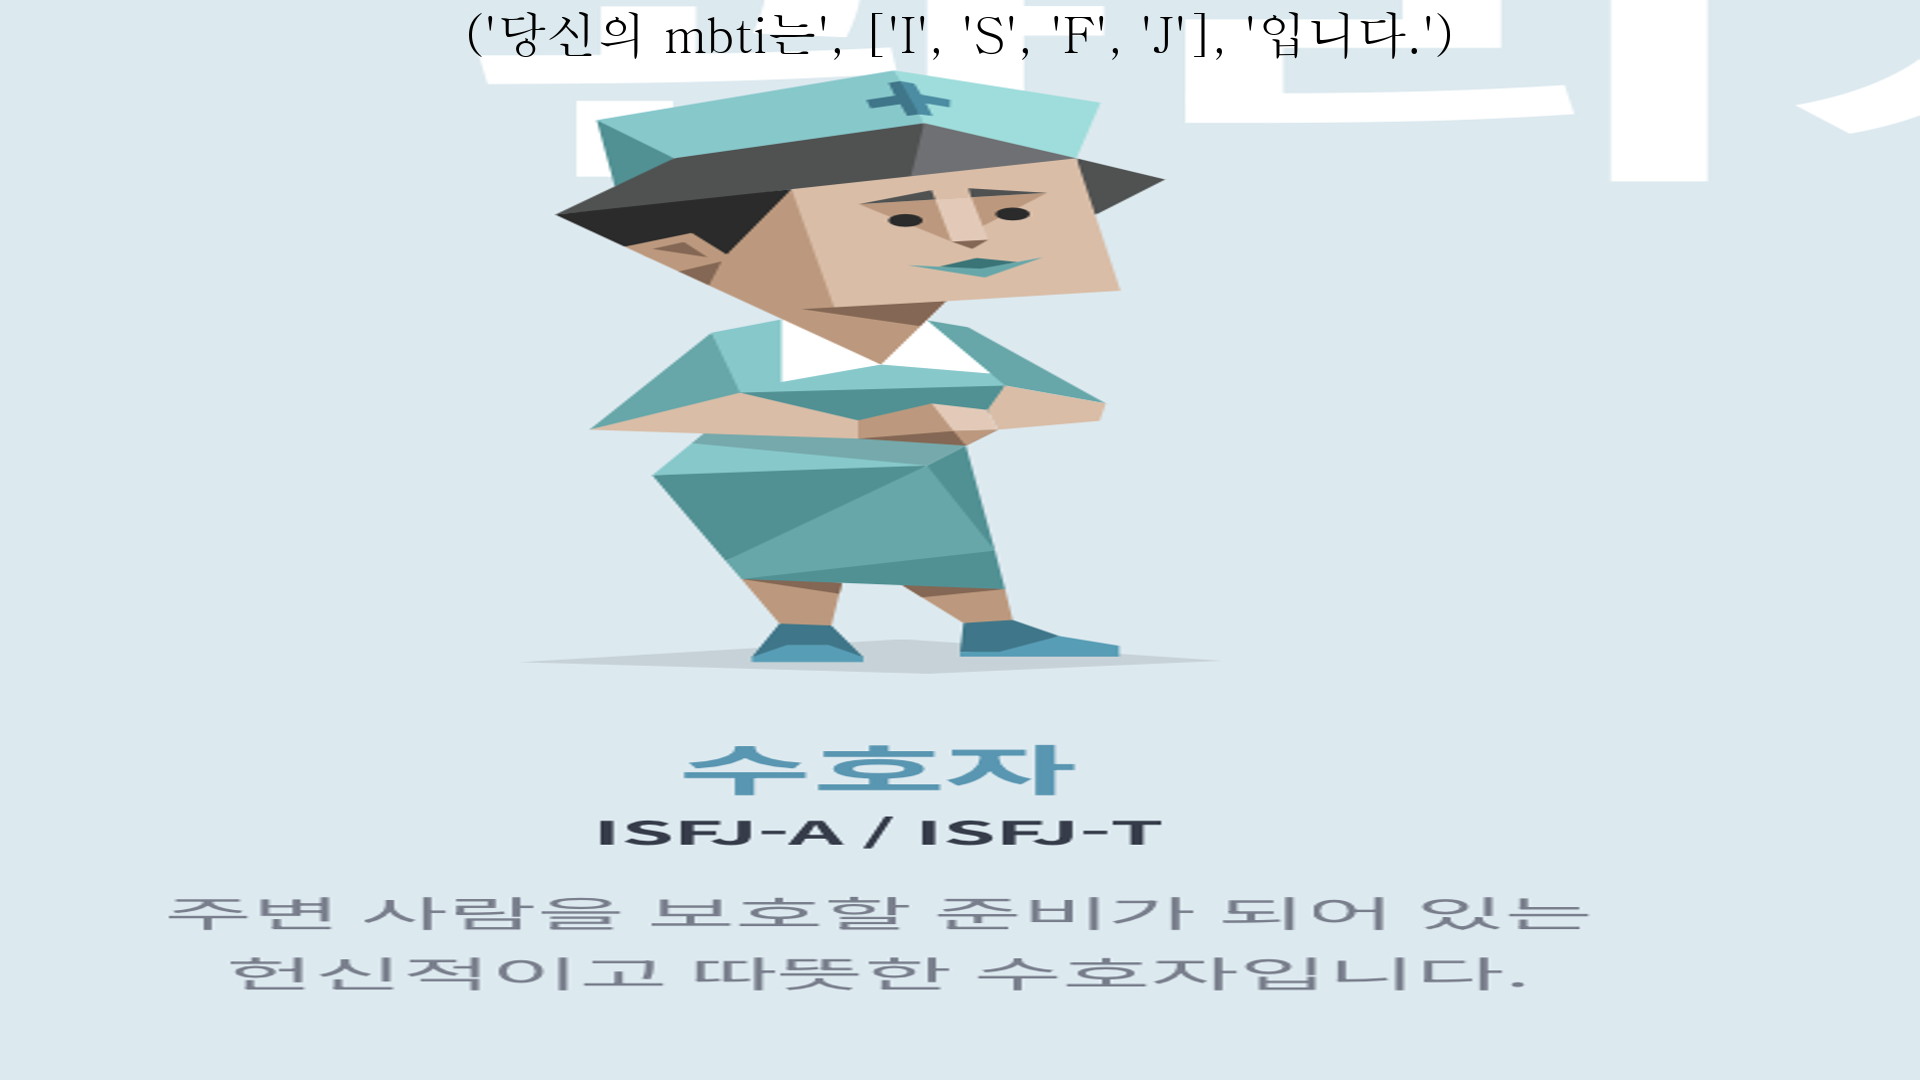 ('당신의 mbti는', ['I', 'S', 'F', 'J'], '입니다.')
수호자
ISFJ-A / ISFJ-T
주변 사람을 보호할 준비가 되어 있는
헌신적이고 따뜻한 수호자입니다.